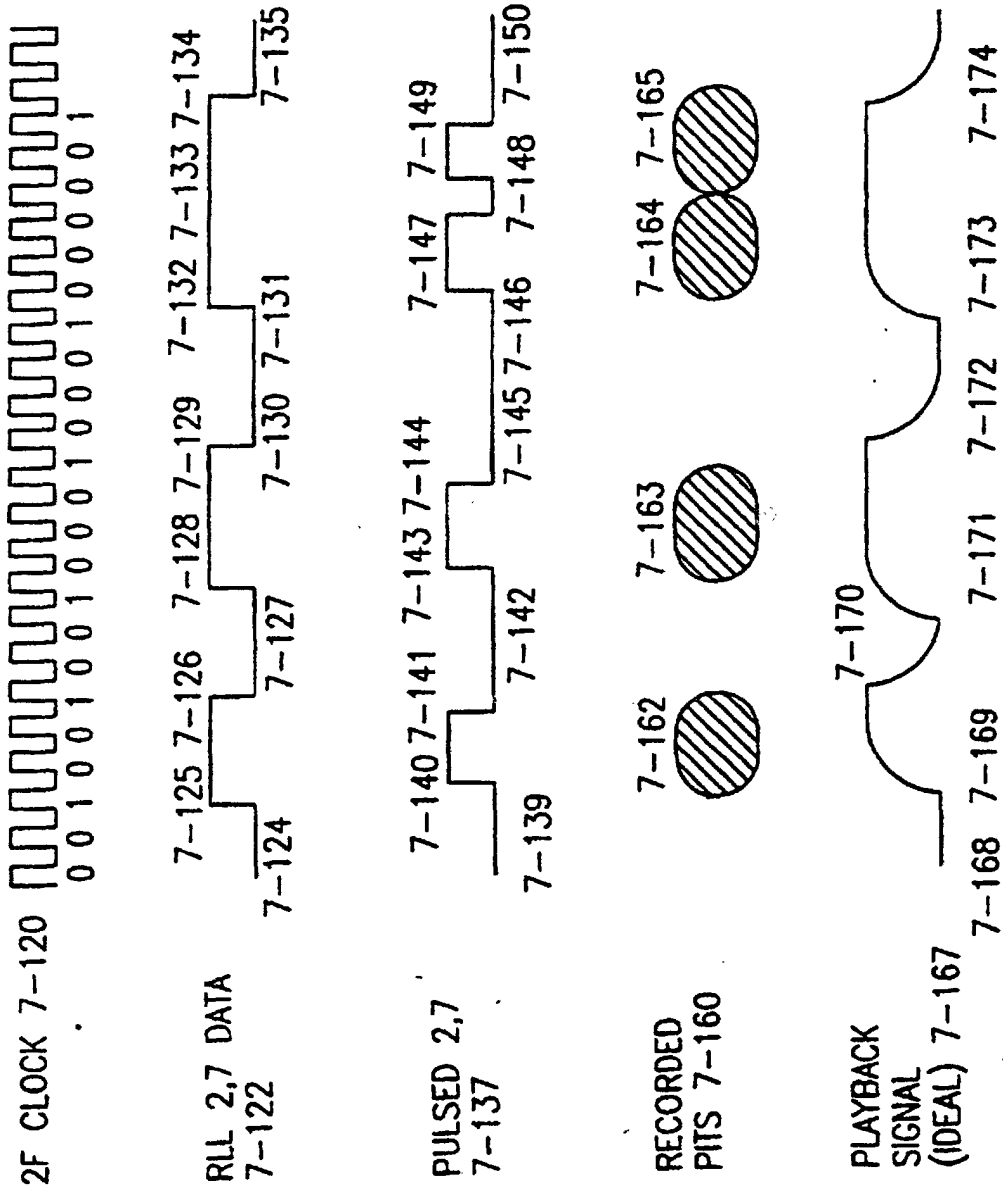 2F CLOCK 7-120
0 0 1 0 0 1 0 0 1 0 0 0 1 0 0 0 1 0 0 0 0 0 1
RLL 2,7 DATA
7-122
7-125 7-126 7-128 7-129 7-132 7-133 7-134
7-124 7-127 7-130 7-131 7-135
PULSED 2,7
7-137
7-140 7-141 7-143 7-144 7-147 7-149
7-139 7-142 7-145 7-146 7-148 7-150
RECORDED
PITS 7-160
7-162 7-163 7-164 7-165
PLAYBACK
SIGNAL
(IDEAL) 7-167
7-170
7-168 7-169 7-171 7-172 7-173 7-174